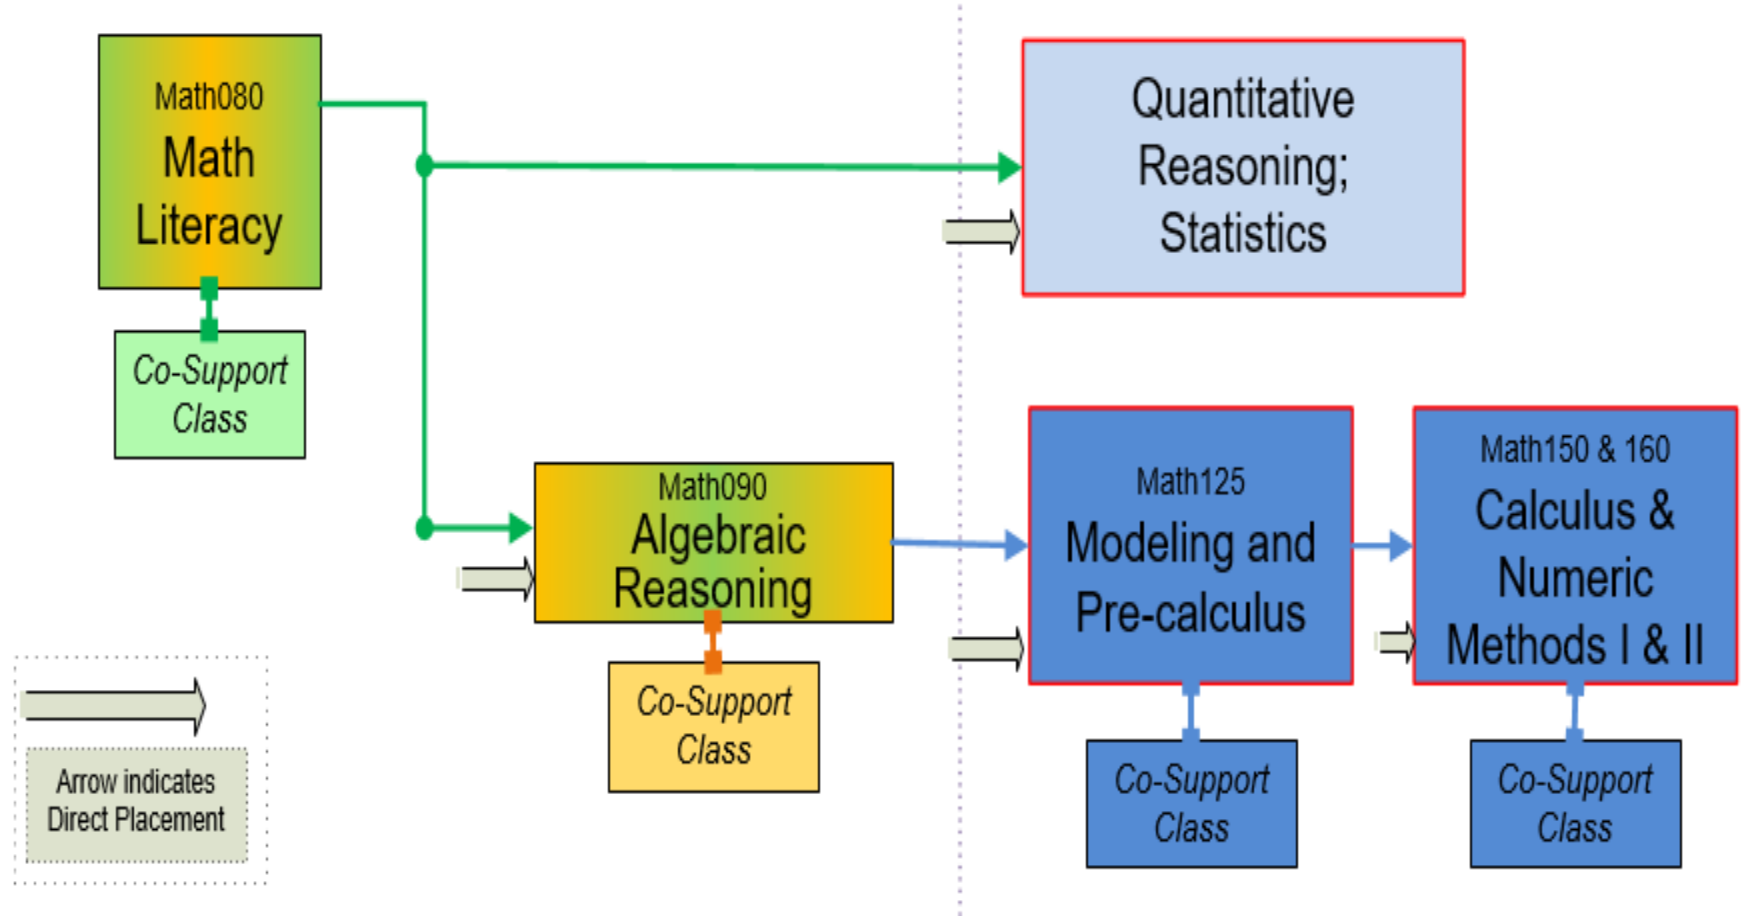 Math080
Math
Literacy
Co-Support
Class
Quantitative
Reasoning;
Statistics
Math090
Algebraic
Reasoning
Co-Support
Class
Math125
Modeling and
Pre-calculus
Co-Support
Class
Math150 & 160
Calculus &
Numeric
Methods I & II
Co-Support
Class
Arrow indicates
Direct Placement